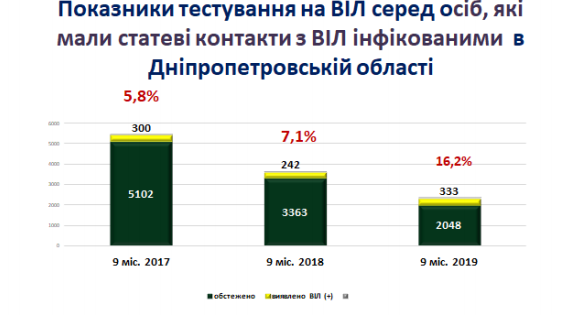 Показники тестування на ВІЛ серед осіб, які
мали статеві контакти з ВІЛ інфікованими в
Дніпропетровській області
5,8%
7,1%
16,2%
6000
5000
4000
3000
2000
1000
0
300
5102
242
3363
333
2048
9 міс. 2017
9 міс. 2018
9 міс. 2019
обстежено
виявлено ВІЛ (+)